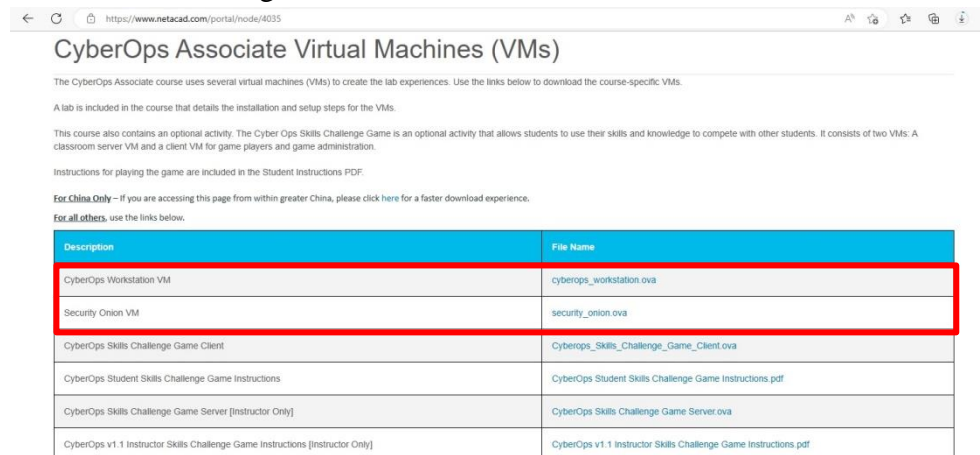 https://www.netacad.com/portal/node/4035
CyberOps Associate Virtual Machines (VMs)
The CyberOps Associate course uses several virtual machines (VMs) to create the lab experiences. Use the links below to download the course-specific VMs.
A lab is included in the course that details the installation and setup steps for the VMs.
This course also contains an optional activity. The Cyber Ops Skills Challenge Game is an optional activity that allows students to use their skills and knowledge to compete with other students. It consists of two VMs: A
classroom server VM and a client VM for game players and game administration.
Instructions for playing the game are included in the Student Instructions PDF.
For China Only – If you are accessing this page from within greater China, please click here for a faster download experience.
For all others, use the links below.
Description File Name
CyberOps Workstation VM cyberops_workstation.ova
Security Onion VM security_onion.ova
CyberOps Skills Challenge Game Client Cyberops_Skills_Challenge_Game_Client.ova
CyberOps Student Skills Challenge Game Instructions CyberOps Student Skills Challenge Game Instructions.pdf
CyberOps Skills Challenge Game Server [Instructor Only] CyberOps Skills Challenge Game Server.ova
CyberOps v1.1 Instructor Skills Challenge Game Instructions [Instructor Only] CyberOps v1.1 Instructor Skills Challenge Game Instructions.pdf